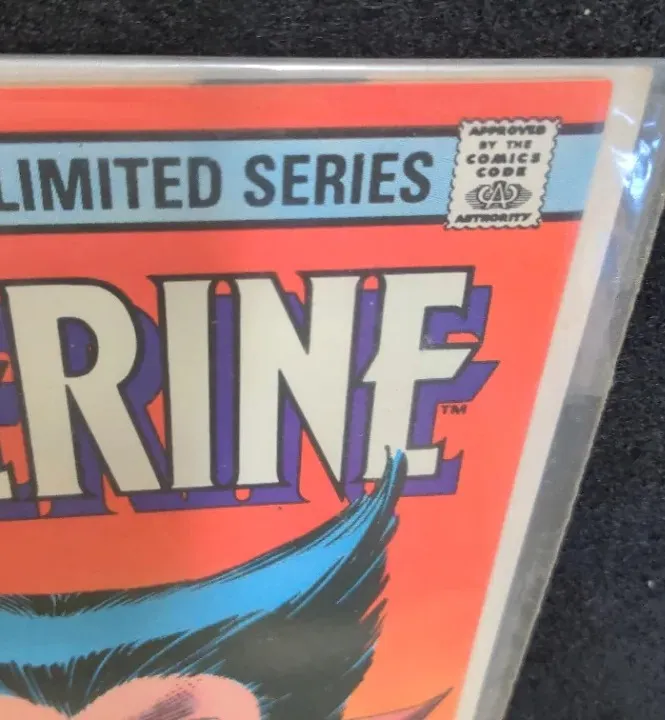 LIMITED SERIES
APPROVED
BY THE
COMICS
CODE
CA
AUTHORITY
ERINE
TM